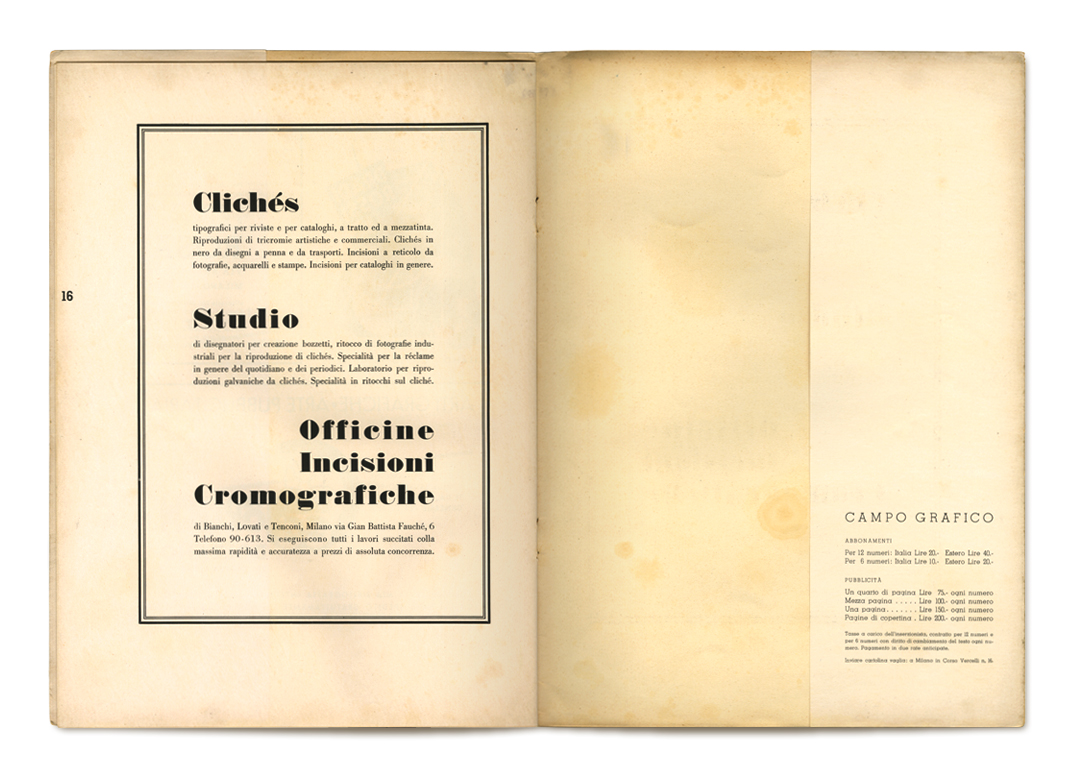 Clichés
tipografici per riviste e per cataloghi, a tratto ed a mezzatinta.
Riproduzioni di tricromie artistiche e commerciali. Clichés in
nero da disegni a penna e da trasporti. Incisioni a reticolo da
fotografie, acquarelli e stampe. Incisioni per cataloghi in genere.
16
Studio
di disegnatori per creazione bozzetti, ritocco di fotografie indu-
striali per la riproduzione di clichés. Specialità per la réclame
in genere del quotidiano e dei periodici. Laboratorio per ripro-
duzioni galvaniche da clichés. Specialità in ritocchi sul cliché.
Officine
Incisioni
Cromografiche
di Bianchi, Lovati e Tenconi, Milano via Gian Battista Fauché, 6
Telefono 90-613. Si eseguiscono tutti i lavori succitati colla
massima rapidità e accuratezza a prezzi di assoluta concorrenza.
CAMPO GRAFICO
ABBONAMENTI
Per 12 numeri: Italia Lire 20,- Estero Lire 40,-
Per 6 numeri: Italia Lire 10,- Estero Lire 20,-
PUBBLICITÀ
Un quarto di pagina Lire 75,- ogni numero
Mezza pagina ..... Lire 100,- ogni numero
Una pagina ....... Lire 150,- ogni numero
Pagine di copertina . Lire 200,- ogni numero
Tasse a carico dell'inserzionista, contratto per 12 numeri e
per 6 numeri con diritto di cambiamento del testo ogni nu-
mero. Pagamento in due rate anticipate.
Inviare cartolina vaglia: a Milano in Corso Vercelli n.